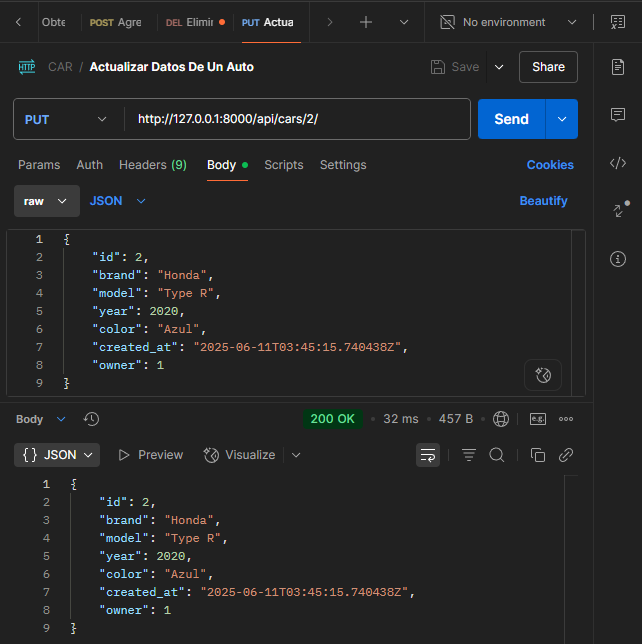 Obte POST Agre DEL Elimir PUT Actua No environment
HTTP CAR / Actualizar Datos De Un Auto Save Share
PUT http://127.0.0.1:8000/api/cars/2/ Send
Params Auth Headers (9) Body Scripts Settings Cookies
raw JSON Beautify
1 {
2 "id": 2,
3 "brand": "Honda",
4 "model": "Type R",
5 "year": 2020,
6 "color": "Azul",
7 "created_at": "2025-06-11T03:45:15.740438Z",
8 "owner": 1
9 }
Body 200 OK • 32 ms • 457 B • e.g.
{} JSON Preview Visualize
1 {
2 "id": 2,
3 "brand": "Honda",
4 "model": "Type R",
5 "year": 2020,
6 "color": "Azul",
7 "created_at": "2025-06-11T03:45:15.740438Z",
8 "owner": 1
9 }